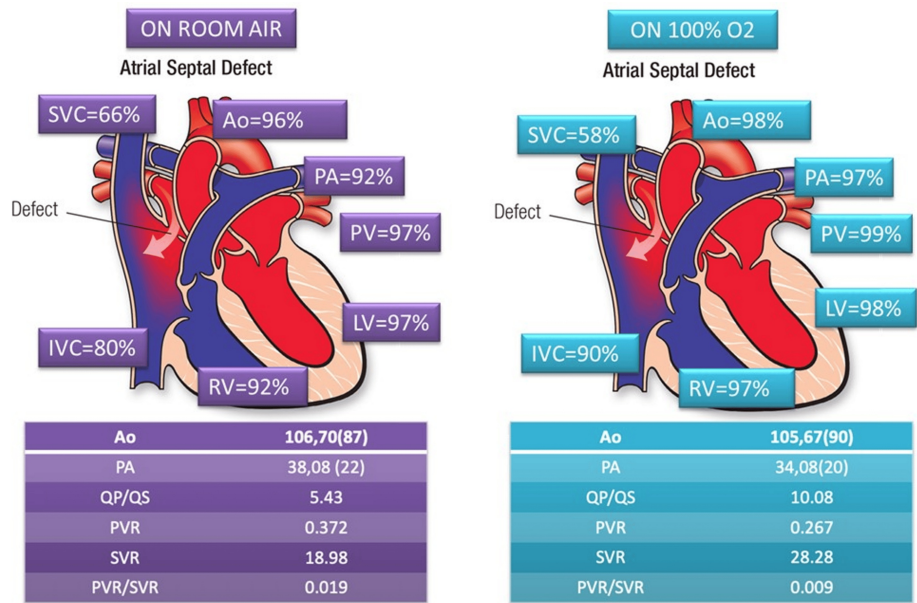 ON ROOM AIR
Atrial Septal Defect
SVC=66%
Ao=96%
PA=92%
Defect
PV=97%
LV=97%
IVC=80%
RV=92%
Ao 106,70(87)
PA 38,08 (22)
QP/QS 5.43
PVR 0.372
SVR 18.98
PVR/SVR 0.019
ON 100% O2
Atrial Septal Defect
SVC=58%
Ao=98%
PA=97%
Defect
PV=99%
LV=98%
IVC=90%
RV=97%
Ao 105,67(90)
PA 34,08(20)
QP/QS 10.08
PVR 0.267
SVR 28.28
PVR/SVR 0.009